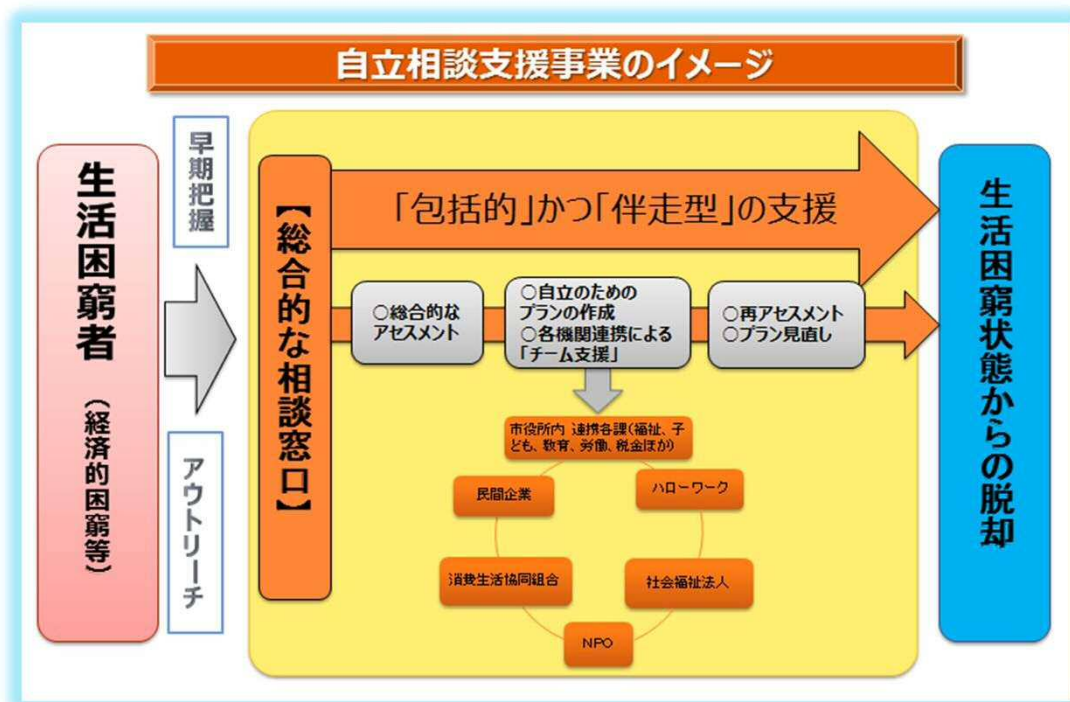 自立相談支援事業のイメージ
生活困窮者
(経済的困窮等)
早期把握
アウトリーチ
【総合的な相談窓口】
「包括的」かつ「伴走型」の支援
○総合的な
アセスメント
○自立のための
プランの作成
○各機関連携による
「チーム支援」
○再アセスメント
○プラン見直し
市役所内 連携各課(福祉、子
ども、教育、労働、税金ほか)
民間企業
ハローワーク
消費生活協同組合
社会福祉法人
NPO
生活困窮状態からの脱却